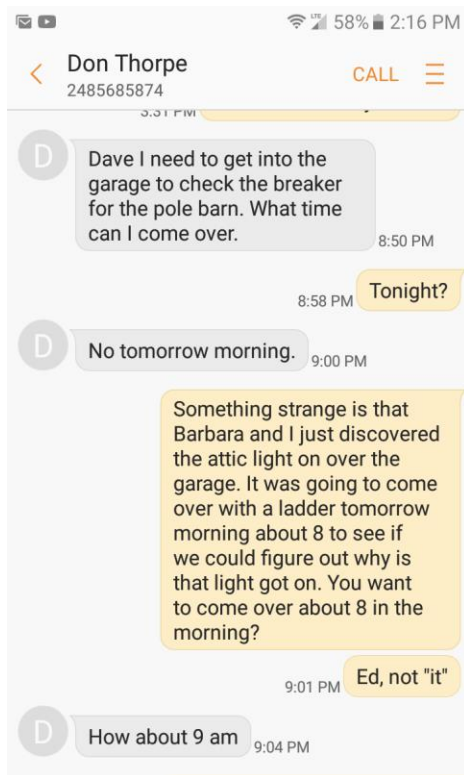 LTE 58% 2:16 PM
Don Thorpe
CALL
2485685874
3:31 PM
D
Dave I need to get into the
garage to check the breaker
for the pole barn. What time
can I come over.
8:50 PM
Tonight?
8:58 PM
D
No tomorrow morning.
9:00 PM
Something strange is that
Barbara and I just discovered
the attic light on over the
garage. It was going to come
over with a ladder tomorrow
morning about 8 to see if
we could figure out why is
that light got on. You want
to come over about 8 in the
morning?
Ed, not "it"
9:01 PM
D
How about 9 am
9:04 PM